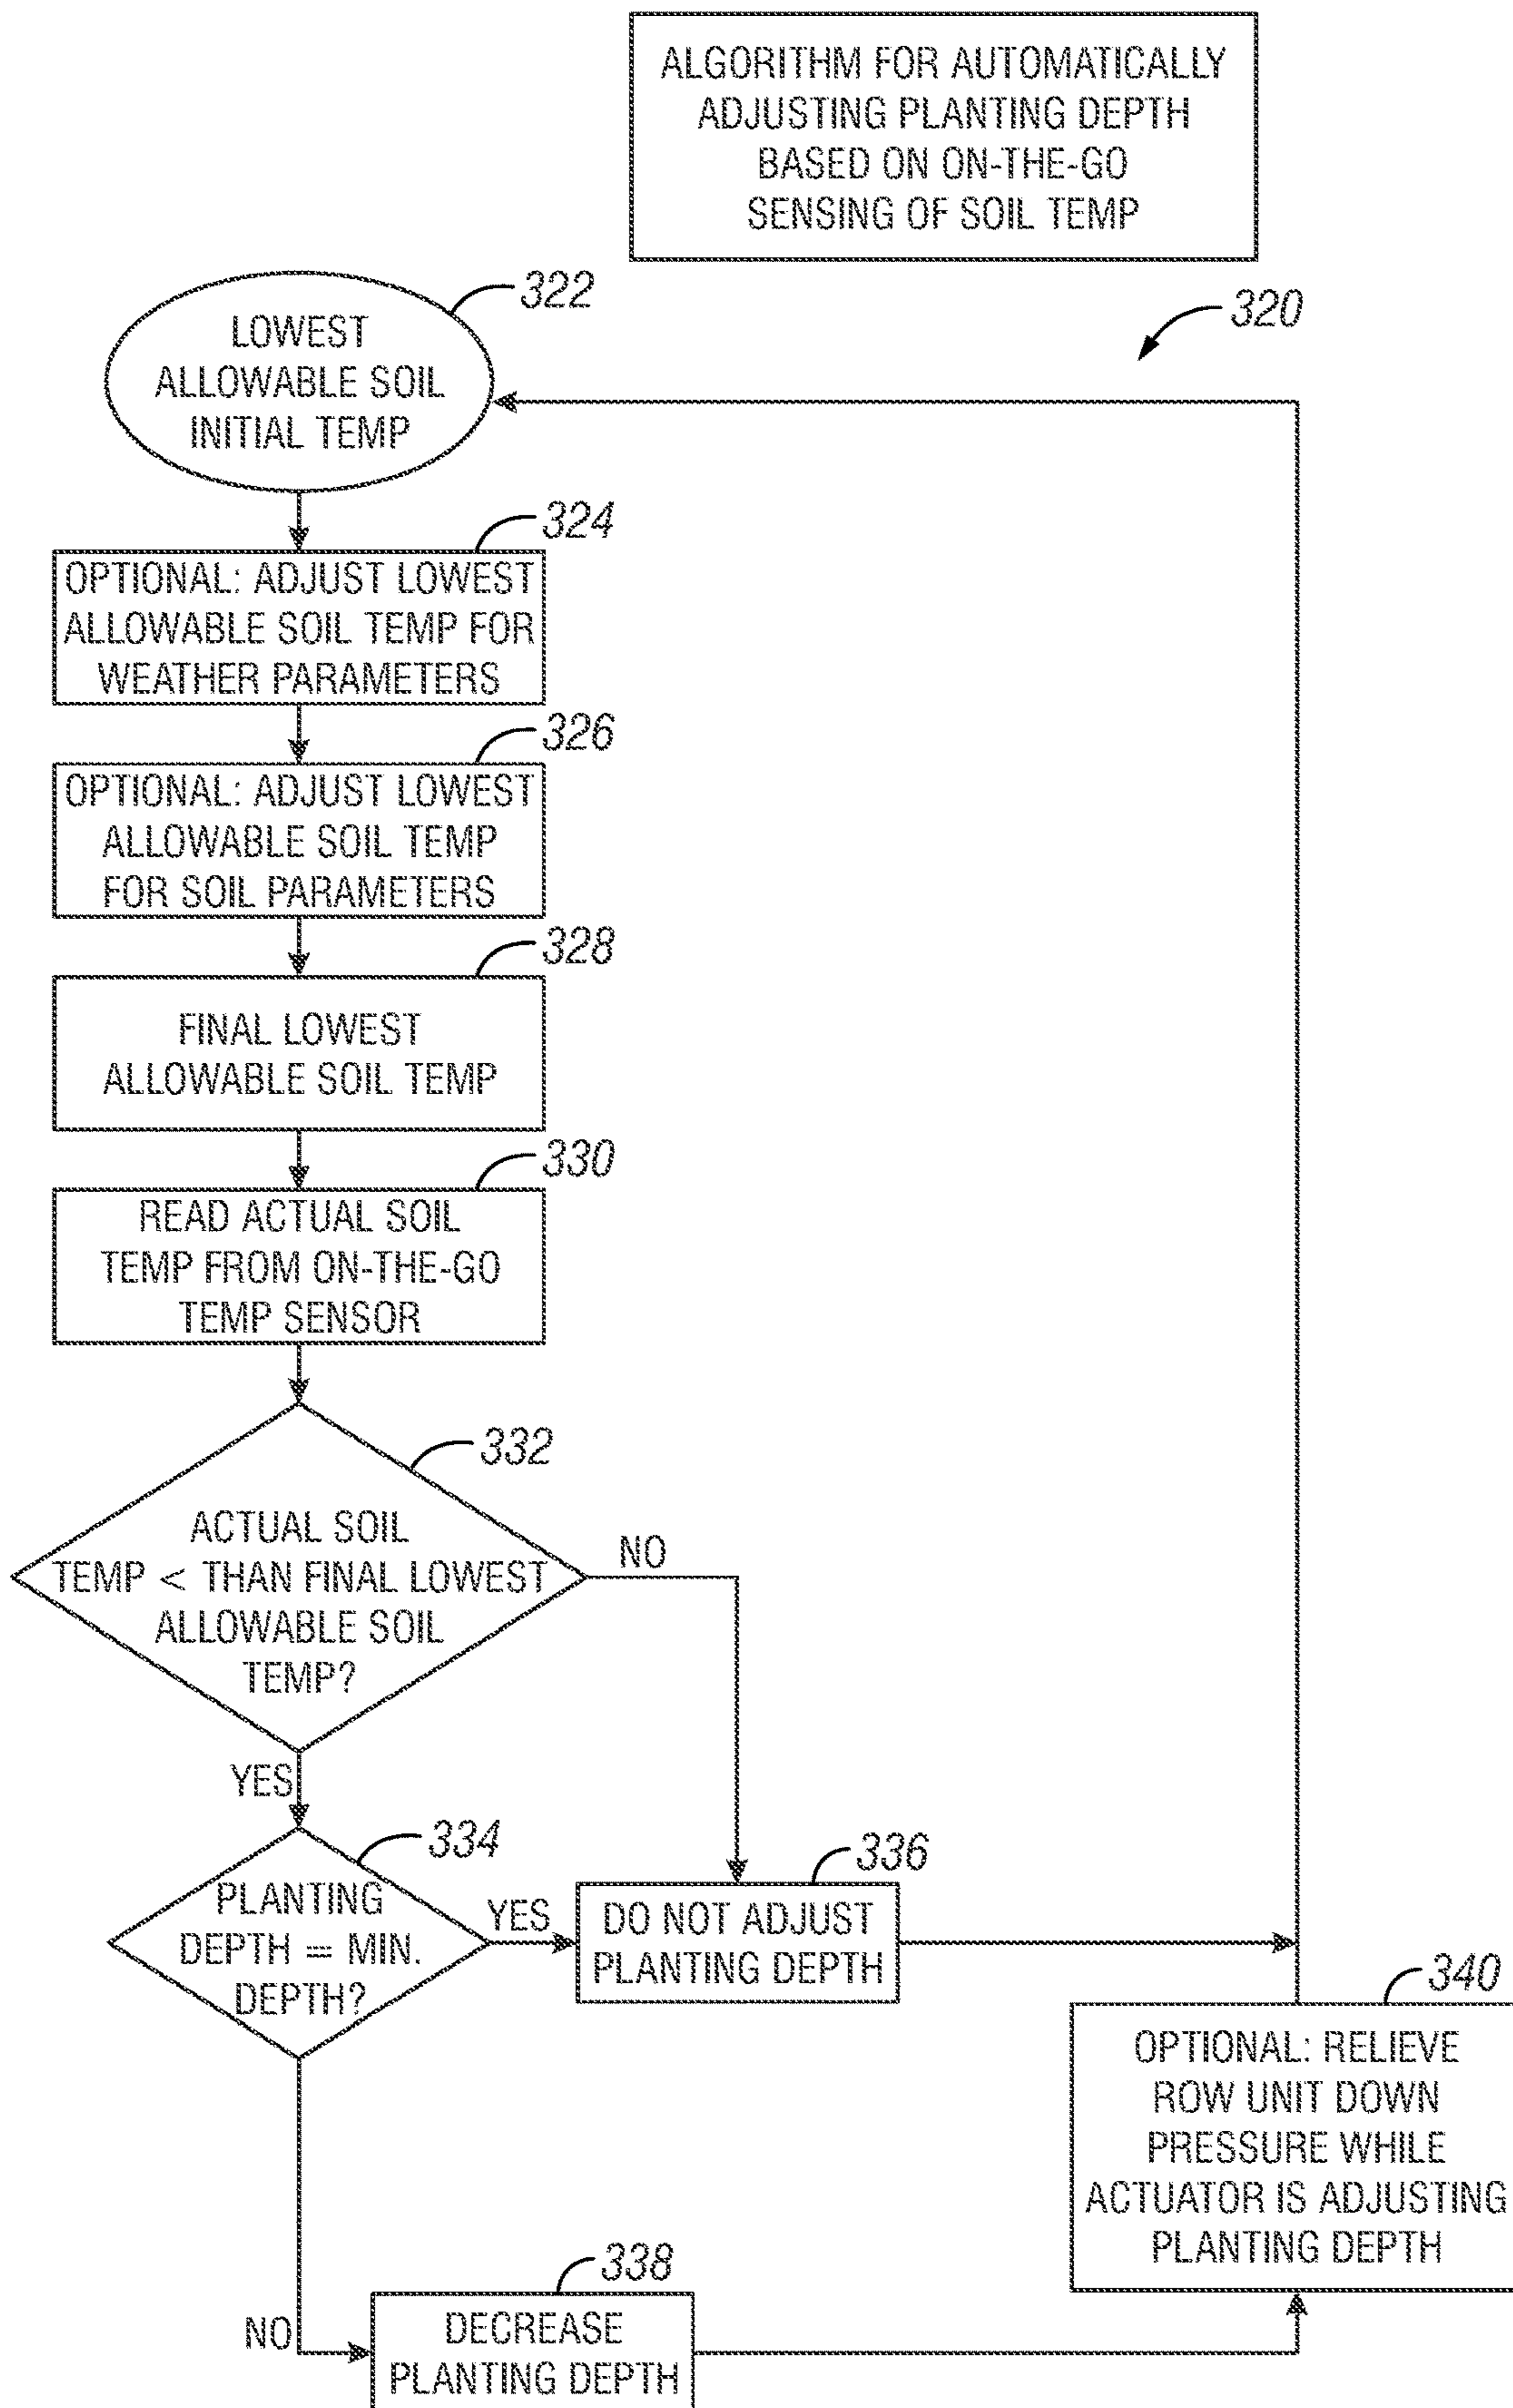 ALGORITHM FOR AUTOMATICALLY
ADJUSTING PLANTING DEPTH
BASED ON ON-THE-GO
SENSING OF SOIL TEMP
320
322
LOWEST
ALLOWABLE SOIL
INITIAL TEMP
324
OPTIONAL: ADJUST LOWEST
ALLOWABLE SOIL TEMP FOR
WEATHER PARAMETERS
326
OPTIONAL: ADJUST LOWEST
ALLOWABLE SOIL TEMP
FOR SOIL PARAMETERS
328
FINAL LOWEST
ALLOWABLE SOIL TEMP
330
READ ACTUAL SOIL
TEMP FROM ON-THE-GO
TEMP SENSOR
332
ACTUAL SOIL
TEMP < THAN FINAL LOWEST
ALLOWABLE SOIL
TEMP?
NO
YES
334
PLANTING
DEPTH = MIN.
DEPTH?
YES
336
DO NOT ADJUST
PLANTING DEPTH
340
OPTIONAL: RELIEVE
ROW UNIT DOWN
PRESSURE WHILE
ACTUATOR IS ADJUSTING
PLANTING DEPTH
NO
338
DECREASE
PLANTING DEPTH